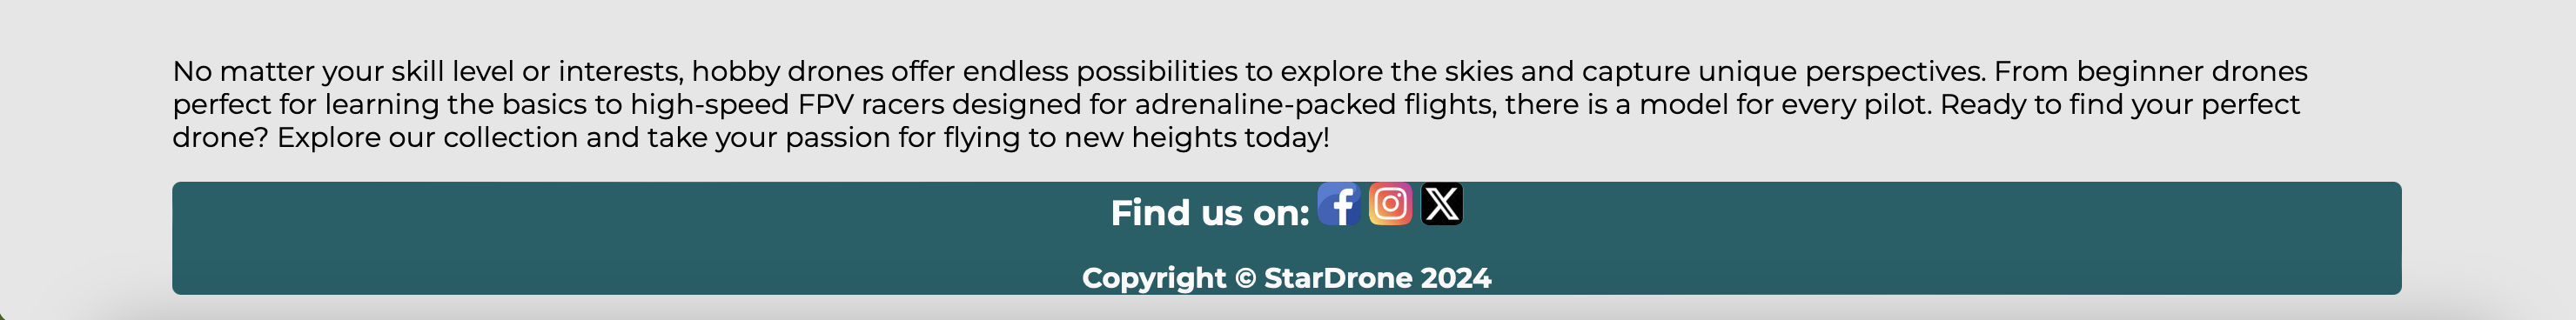 No matter your skill level or interests, hobby drones offer endless possibilities to explore the skies and capture unique perspectives. From beginner drones
perfect for learning the basics to high-speed FPV racers designed for adrenaline-packed flights, there is a model for every pilot. Ready to find your perfect
drone? Explore our collection and take your passion for flying to new heights today!
Find us on:
Copyright © StarDrone 2024